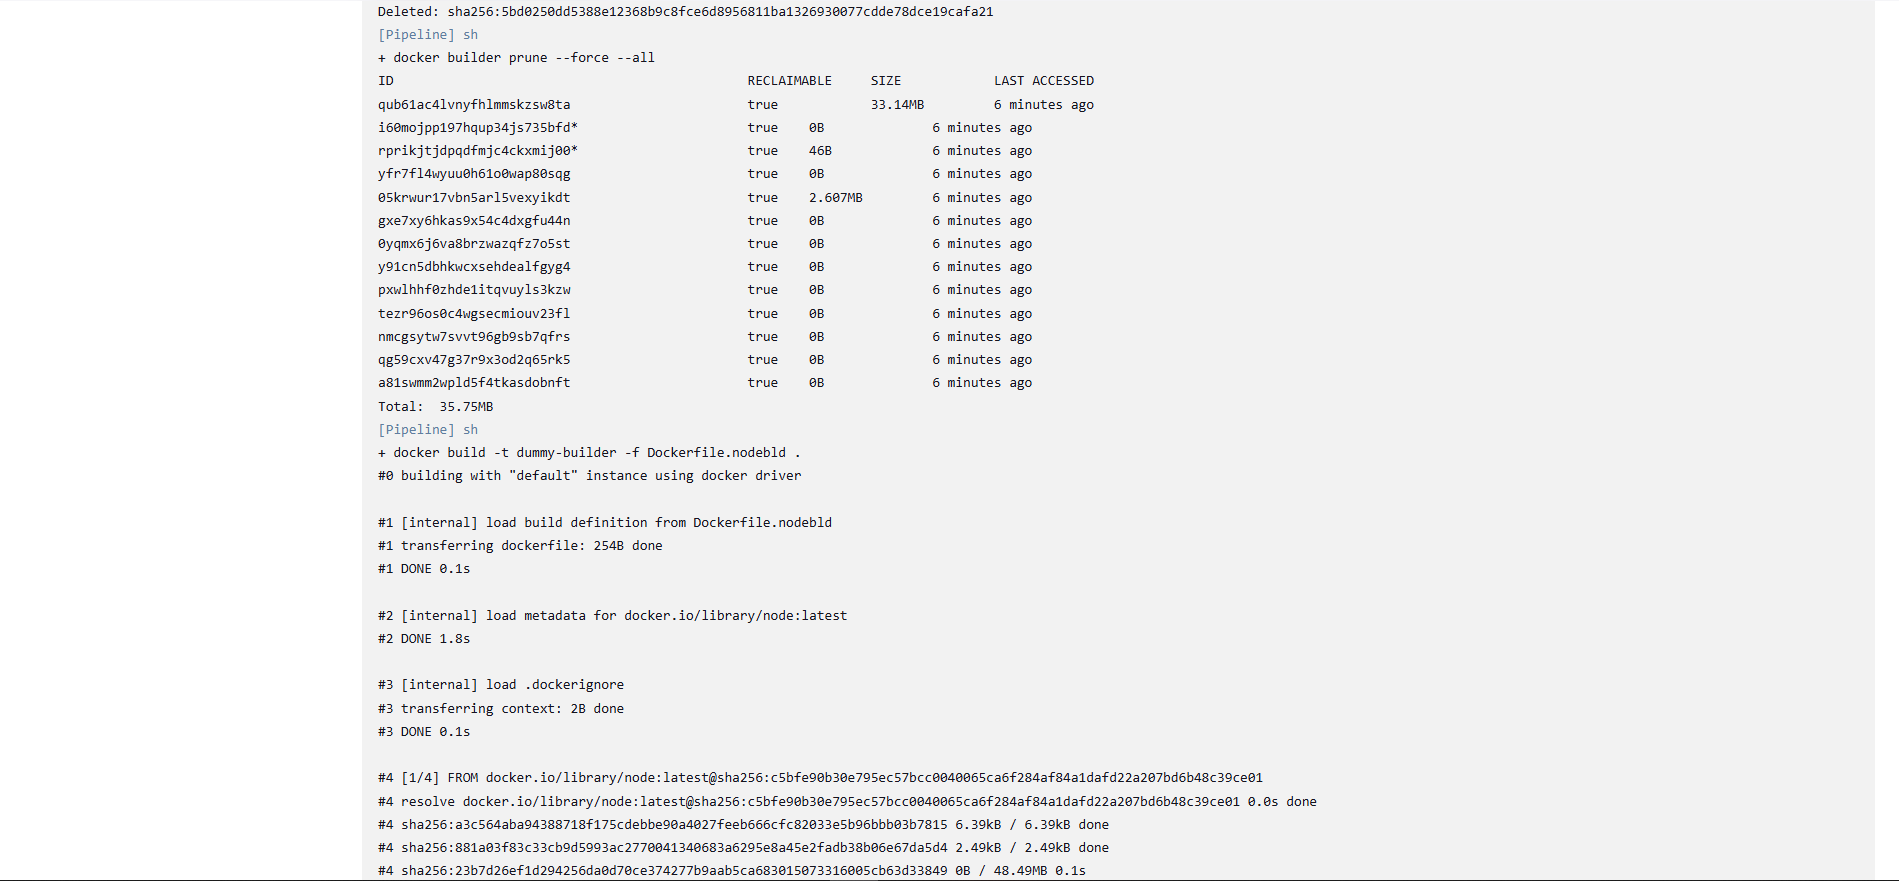 Deleted: sha256:5bd0250dd5388e12368b9c8fce6d8956811ba1326930077cdde78dce19cafa21
[Pipeline] sh
+ docker builder prune --force --all
ID RECLAIMABLE SIZE LAST ACCESSED
qub61ac4lvnyfhlmmskzsw8ta true 33.14MB 6 minutes ago
i60mojpp197hqup34js735bfd* true 0B 6 minutes ago
rprikjtjdpqdfmjc4ckxmij00* true 46B 6 minutes ago
yfr7fl4wyuu0h61o0wap80sqg true 0B 6 minutes ago
05krwur17vbn5arl5vexyikdt true 2.607MB 6 minutes ago
gxe7xy6hkas9x54c4dxgfu44n true 0B 6 minutes ago
0yqmx6j6va8brzwazqfz7o5st true 0B 6 minutes ago
y91cn5dbhkwcxsehdealfgyg4 true 0B 6 minutes ago
pxwlhhf0zhde1itqvuyls3kzw true 0B 6 minutes ago
tezr96os0c4wgsecmiouv23fl true 0B 6 minutes ago
nmcgsytw7svvt96gb9sb7qfrs true 0B 6 minutes ago
qg59cxv47g37r9x3od2q65rk5 true 0B 6 minutes ago
a81swmm2wpld5f4tkasdobnft true 0B 6 minutes ago
Total: 35.75MB
[Pipeline] sh
+ docker build -t dummy-builder -f Dockerfile.nodebld .
#0 building with "default" instance using docker driver
#1 [internal] load build definition from Dockerfile.nodebld
#1 transferring dockerfile: 254B done
#1 DONE 0.1s
#2 [internal] load metadata for docker.io/library/node:latest
#2 DONE 1.8s
#3 [internal] load .dockerignore
#3 transferring context: 2B done
#3 DONE 0.1s
#4 [1/4] FROM docker.io/library/node:latest@sha256:c5bfe90b30e795ec57bcc0040065ca6f284af84a1dafd22a207bd6b48c39ce01
#4 resolve docker.io/library/node:latest@sha256:c5bfe90b30e795ec57bcc0040065ca6f284af84a1dafd22a207bd6b48c39ce01 0.0s done
#4 sha256:a3c564aba94388718f175cdebbe90a4027feeb666cfc82033e5b96bbb03b7815 6.39kB / 6.39kB done
#4 sha256:881a03f83c33cb9d5993ac2770041340683a6295e8a45e2fadb38b06e67da5d4 2.49kB / 2.49kB done
#4 sha256:23b7d26ef1d294256da0d70ce374277b9aab5ca683015073316005cb63d33849 0B / 48.49MB 0.1s